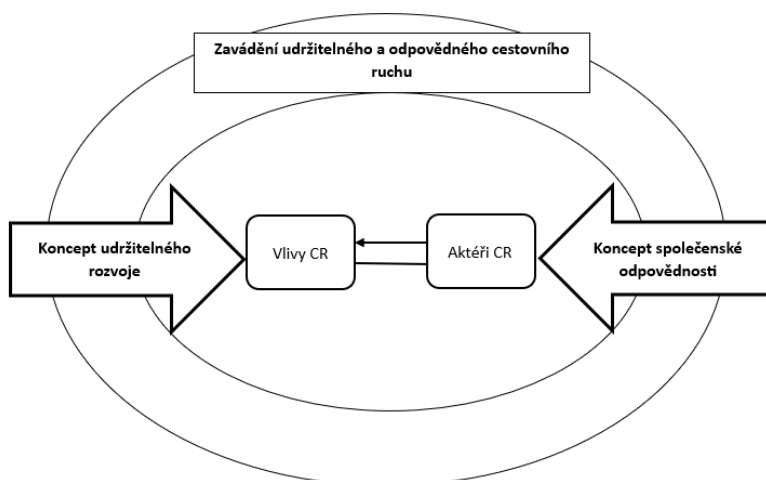 Zavádění udržitelného a odpovědného cestovního
ruchu
Koncept udržitelného
rozvoje
Vlivy CR
Aktéři CR
Koncept společenské
odpovědnosti